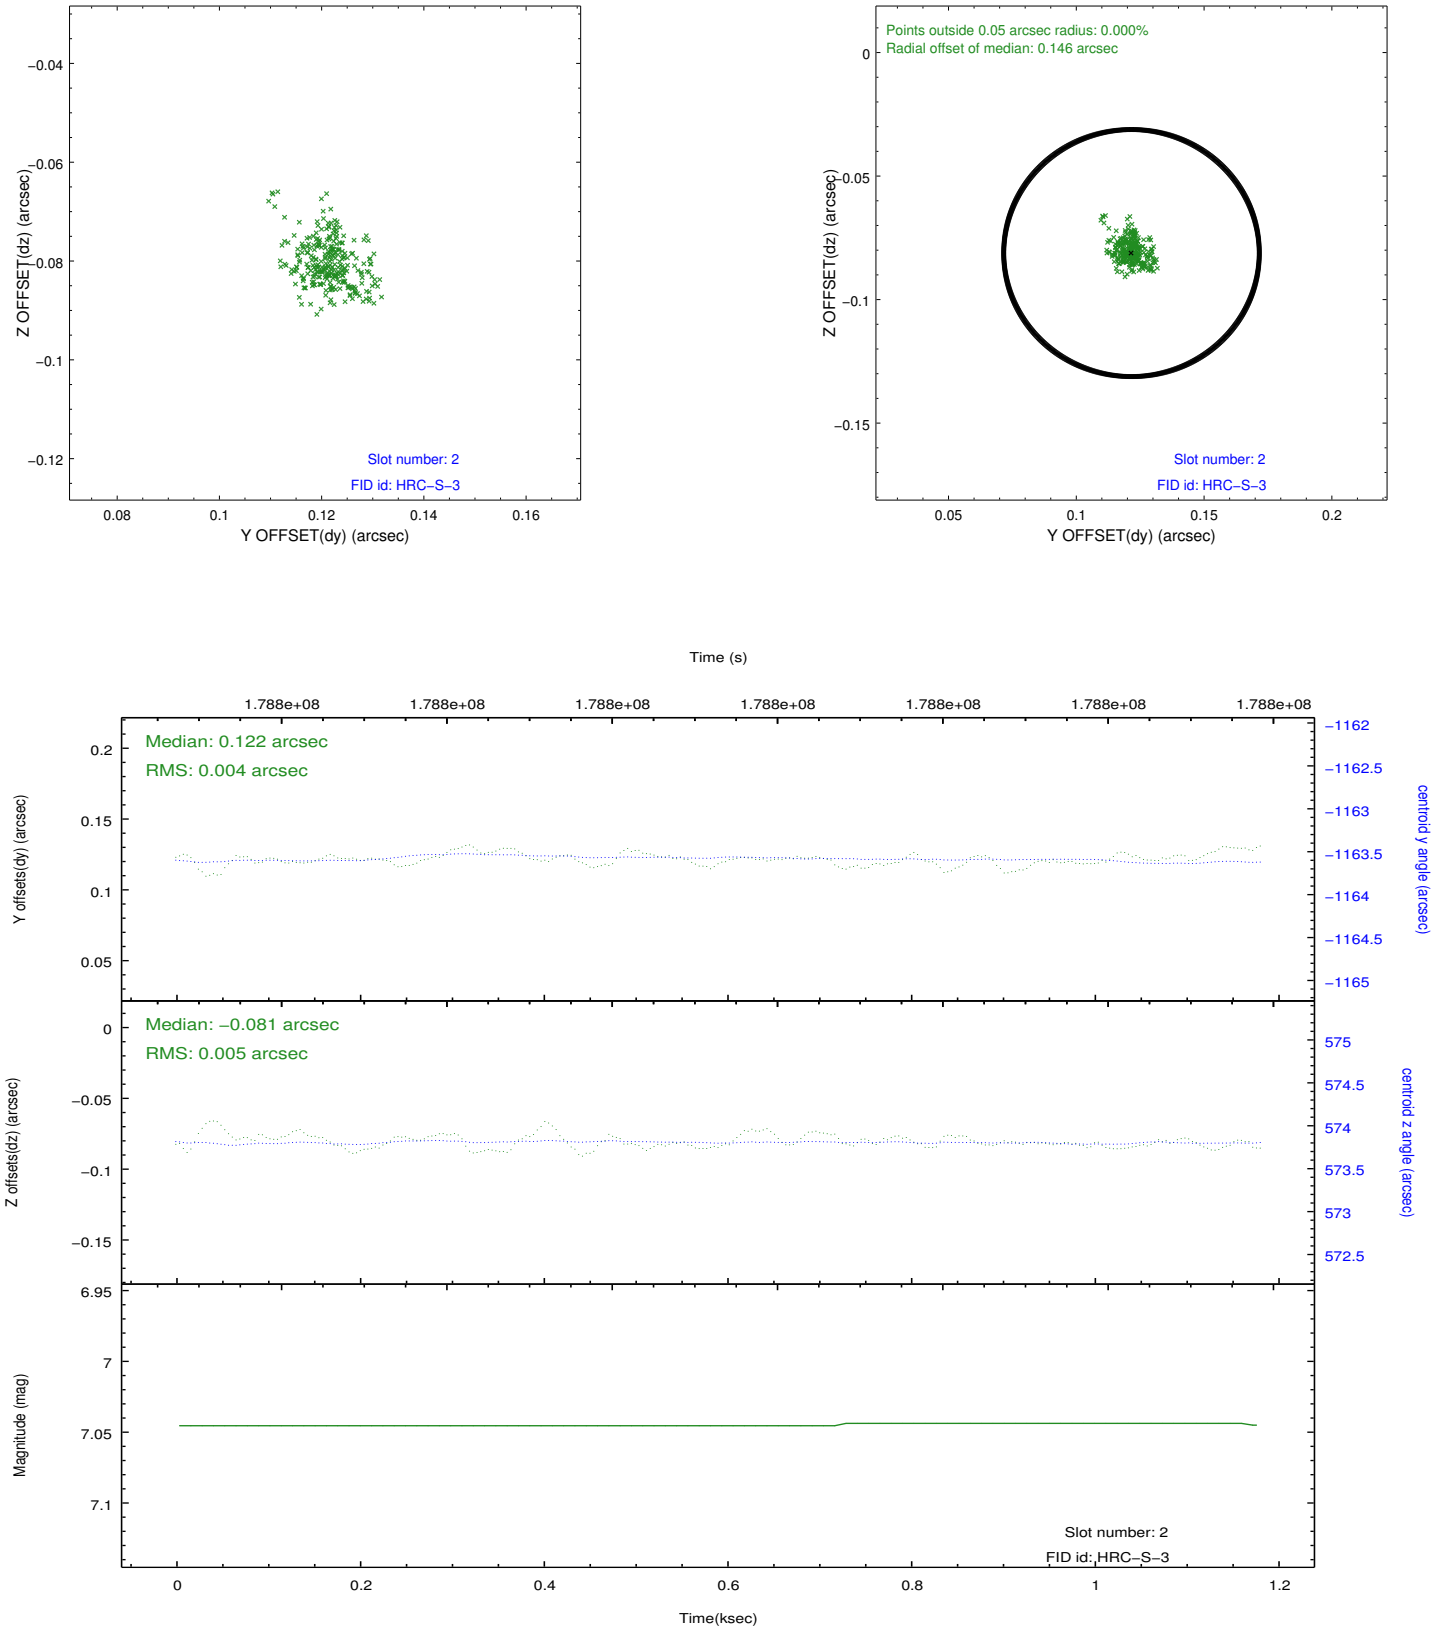 −0.04
−0.06
−0.08
−0.1
−0.12
Z OFFSET(dz) (arcsec)
Slot number: 2
FID id: HRC−S−3
0.08 0.1 0.12 0.14 0.16
Y OFFSET(dy) (arcsec)
Points outside 0.05 arcsec radius: 0.000%
Radial offset of median: 0.146 arcsec
0
−0.05
−0.1
−0.15
Z OFFSET(dz) (arcsec)
Slot number: 2
FID id: HRC−S−3
0.05 0.1 0.15 0.2
Y OFFSET(dy) (arcsec)
Time (s)
1.788e+08 1.788e+08 1.788e+08 1.788e+08 1.788e+08 1.788e+08 1.788e+08
Median: 0.122 arcsec
RMS: 0.004 arcsec
0.2
0.15
0.1
0.05
Y offsets(dy) (arcsec)
−1162
−1162.5
−1163
−1163.5
−1164
−1164.5
−1165
centroid y angle (arcsec)
Median: −0.081 arcsec
RMS: 0.005 arcsec
0
−0.05
−0.1
−0.15
Z offsets(dz) (arcsec)
575
574.5
574
573.5
573
572.5
centroid z angle (arcsec)
6.95
7
7.05
7.1
Magnitude (mag)
Slot number: 2
FID id: HRC−S−3
0 0.2 0.4 0.6 0.8 1 1.2
Time(ksec)